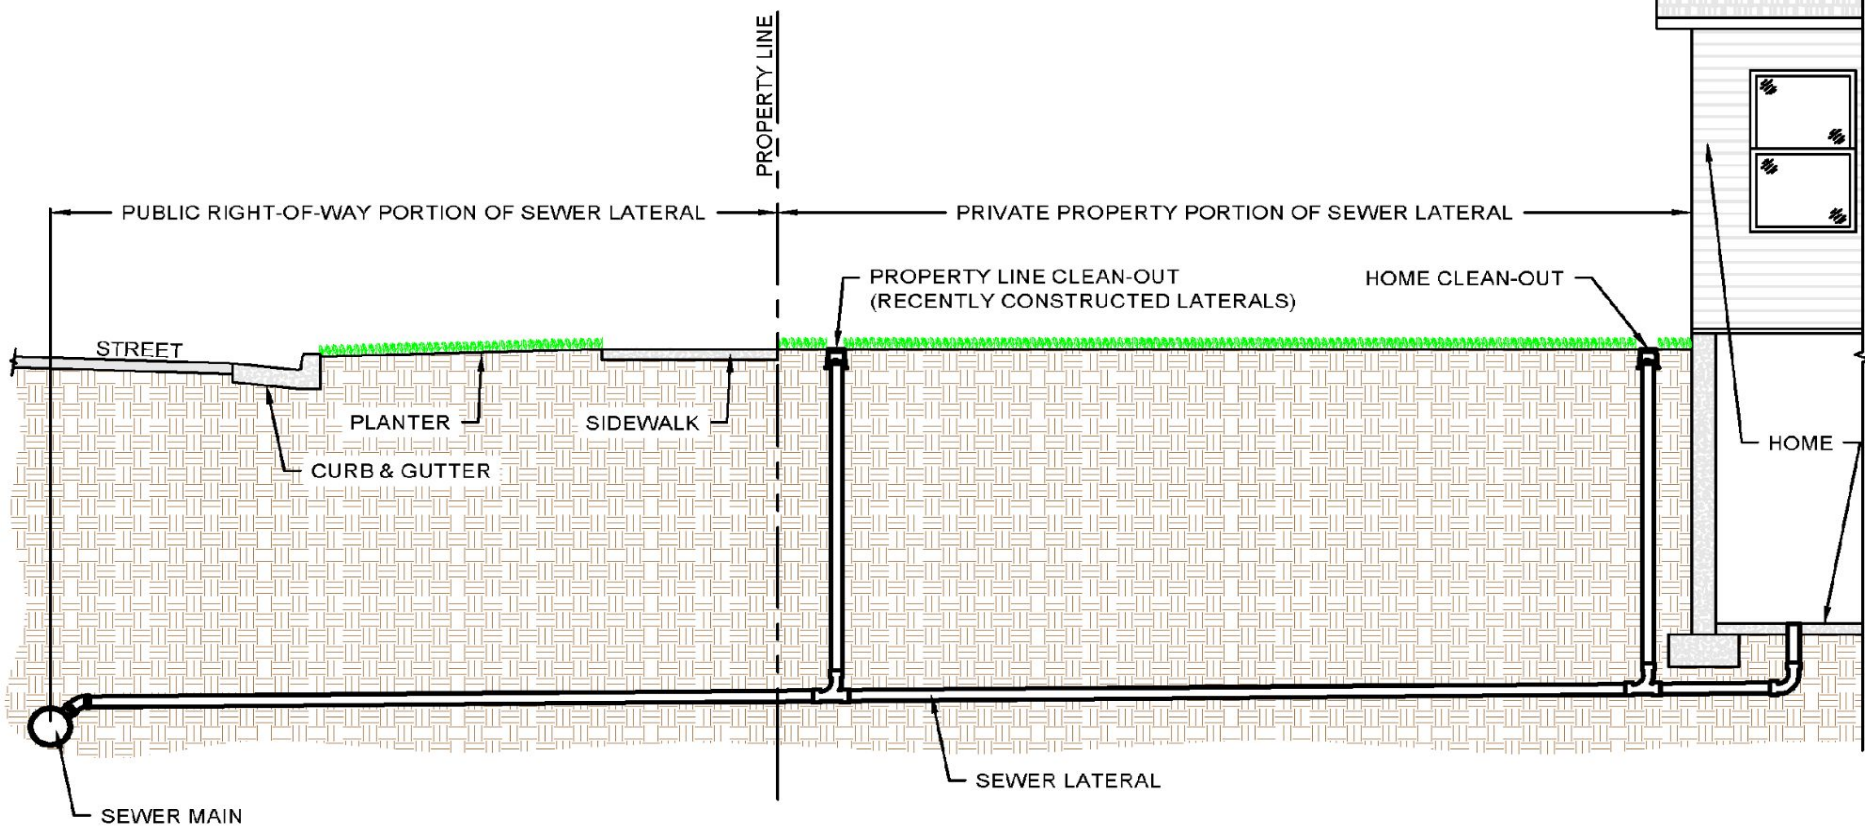 PROPERTY LINE
PUBLIC RIGHT-OF-WAY PORTION OF SEWER LATERAL
PRIVATE PROPERTY PORTION OF SEWER LATERAL
PROPERTY LINE CLEAN-OUT
(RECENTLY CONSTRUCTED LATERALS)
HOME CLEAN-OUT
STREET
PLANTER
SIDEWALK
CURB & GUTTER
HOME
SEWER LATERAL
SEWER MAIN